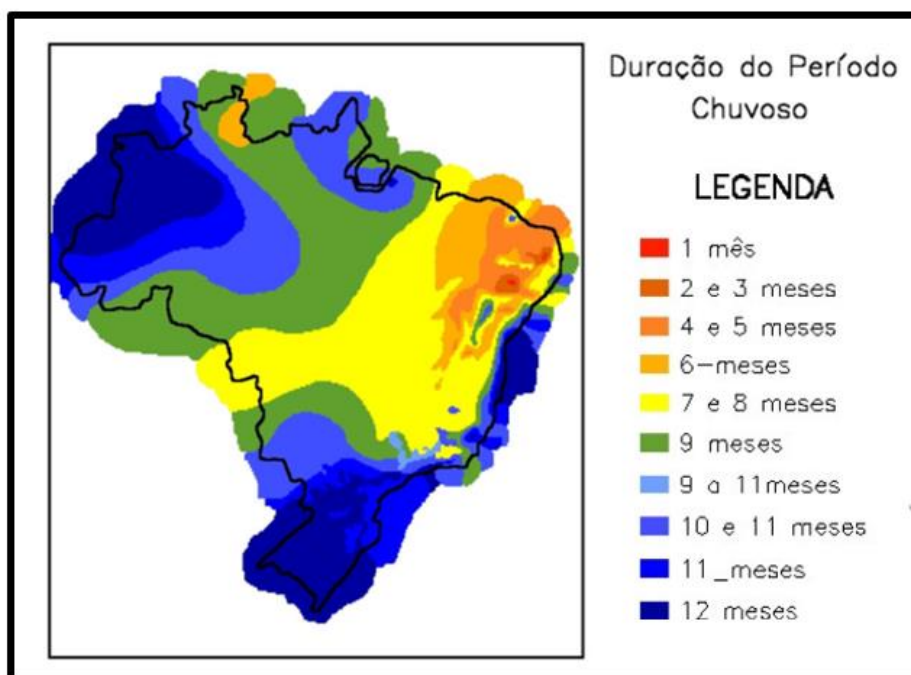 Duração do Período
Chuvoso
LEGENDA
1 mês
2 e 3 meses
4 e 5 meses
6-meses
7 e 8 meses
9 meses
9 a 11meses
10 e 11 meses
11_meses
12 meses